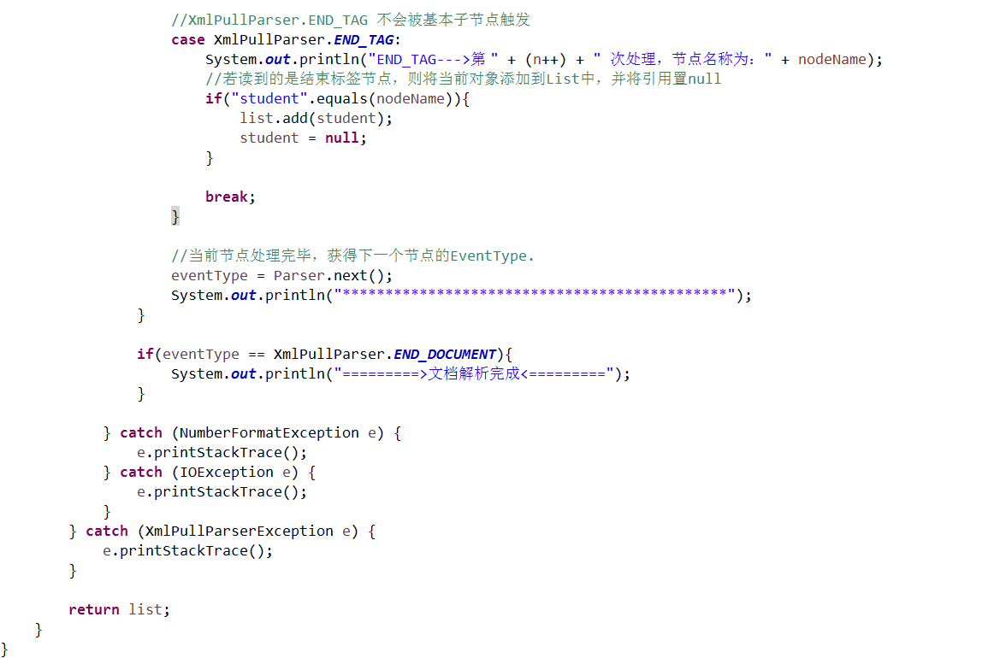 //XmlPullParser.END_TAG 不会被基本子节点触发
case XmlPullParser.END_TAG:
System.out.println("END_TAG--->第 " + (n++) + " 次处理，节点名称为：" + nodeName);
//若读到的是结束标签节点，则将当前对象添加到List中，并将引用置null
if("student".equals(nodeName)){
list.add(student);
student = null;
}
break;
}
//当前节点处理完毕，获得下一个节点的EventType.
eventType = Parser.next();
System.out.println("*********************************************");
}
if(eventType == XmlPullParser.END_DOCUMENT){
System.out.println("=========>文档解析完成<=========");
}
} catch (NumberFormatException e) {
e.printStackTrace();
} catch (IOException e) {
e.printStackTrace();
}
} catch (XmlPullParserException e) {
e.printStackTrace();
}
return list;
}
}